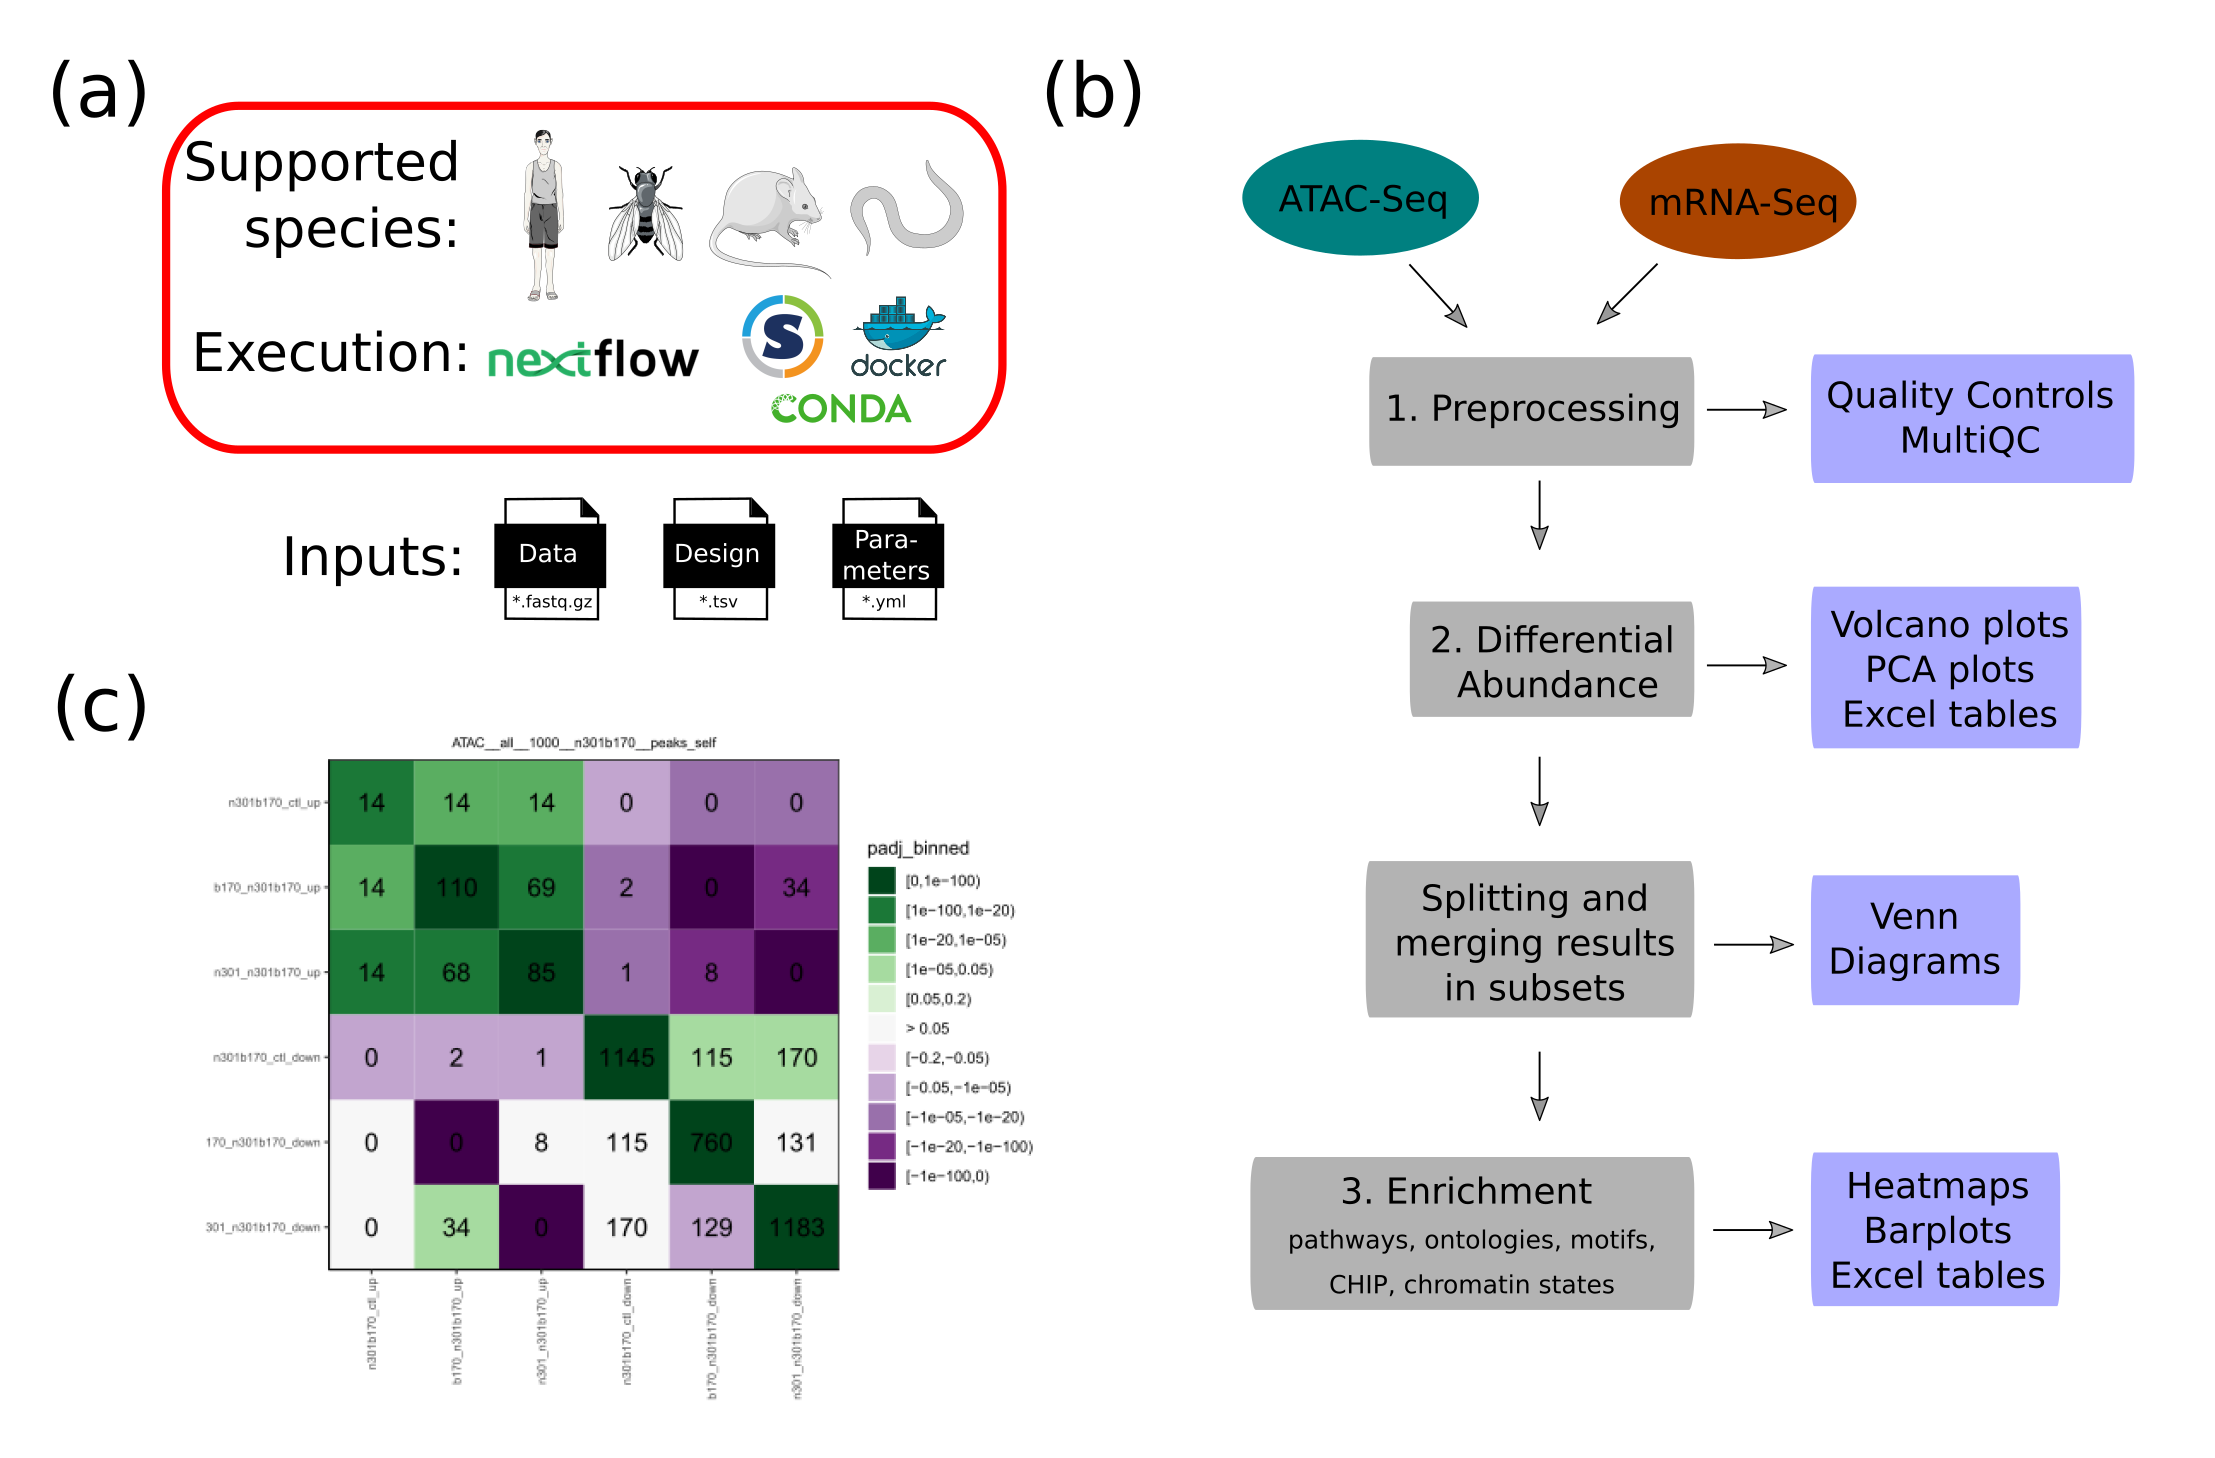 (a)
Supported
species:
Execution:
nextflow
S
docker
CONDA
Inputs:
Data
*.fastq.gz
Design
*.tsv
Para-
meters
*.yml
(b)
ATAC-Seq
mRNA-Seq
1. Preprocessing
Quality Controls
MultiQC
2. Differential
Abundance
Volcano plots
PCA plots
Excel tables
Splitting and
merging results
in subsets
Venn
Diagrams
3. Enrichment
pathways, ontologies, motifs,
CHIP, chromatin states
Heatmaps
Barplots
Excel tables
(c)
ATAC__all__1000__n301b170__peaks_self
n301b170_ctl_up 14 14 14 0 0 0
b170_n301b170_up 14 110 69 2 0 34
n301_n301b170_up 14 68 85 1 8 0
n301b170_ctl_down 0 2 1 1145 115 170
170_n301b170_down 0 0 8 115 760 131
301_n301b170_down 0 34 0 170 129 1183
n301b170_ctl_up
b170_n301b170_up
n301_n301b170_up
n301b170_ctl_down
b170_n301b170_down
n301_n301b170_down
padj_binned
[0,1e−100)
[1e−100,1e−20)
[1e−20,1e−05)
[1e−05,0.05)
[0.05,0.2)
> 0.05
[−0.2,−0.05)
[−0.05,−1e−05)
[−1e−05,−1e−20)
[−1e−20,−1e−100)
[−1e−100,0)